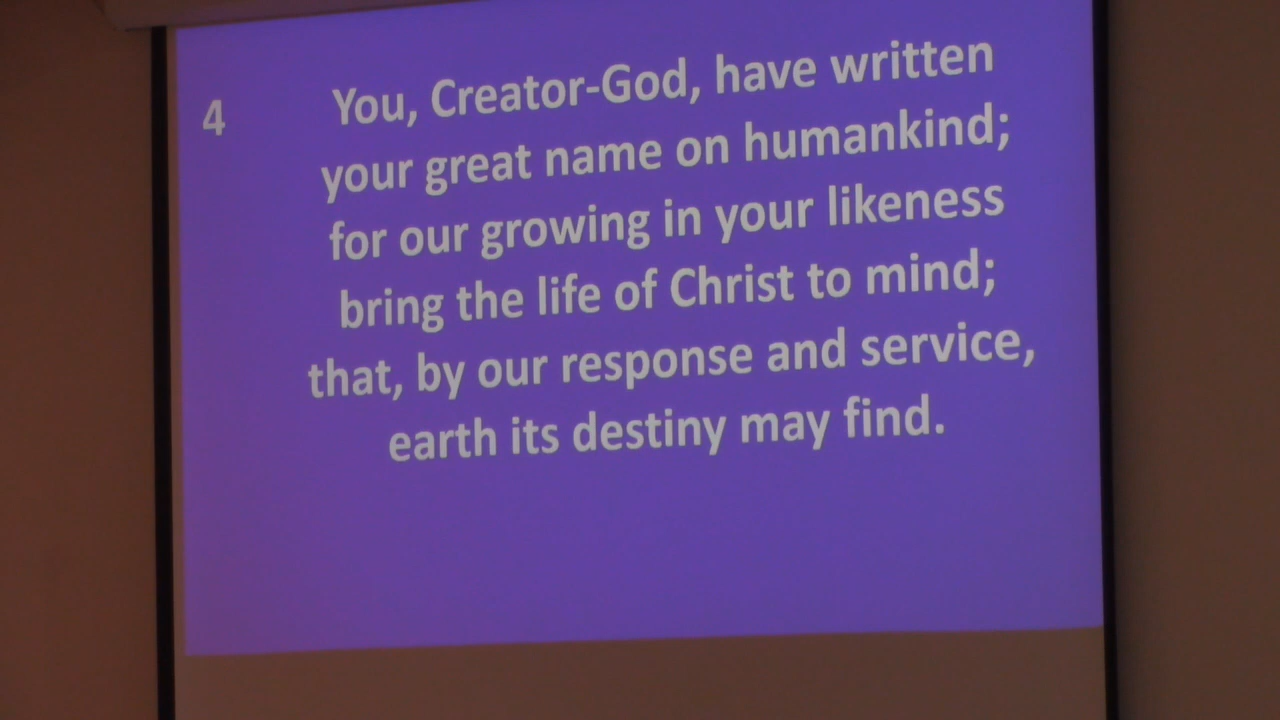 4 You, Creator-God, have written
your great name on humankind;
for our growing in your likeness
bring the life of Christ to mind;
that, by our response and service,
earth its destiny may find.